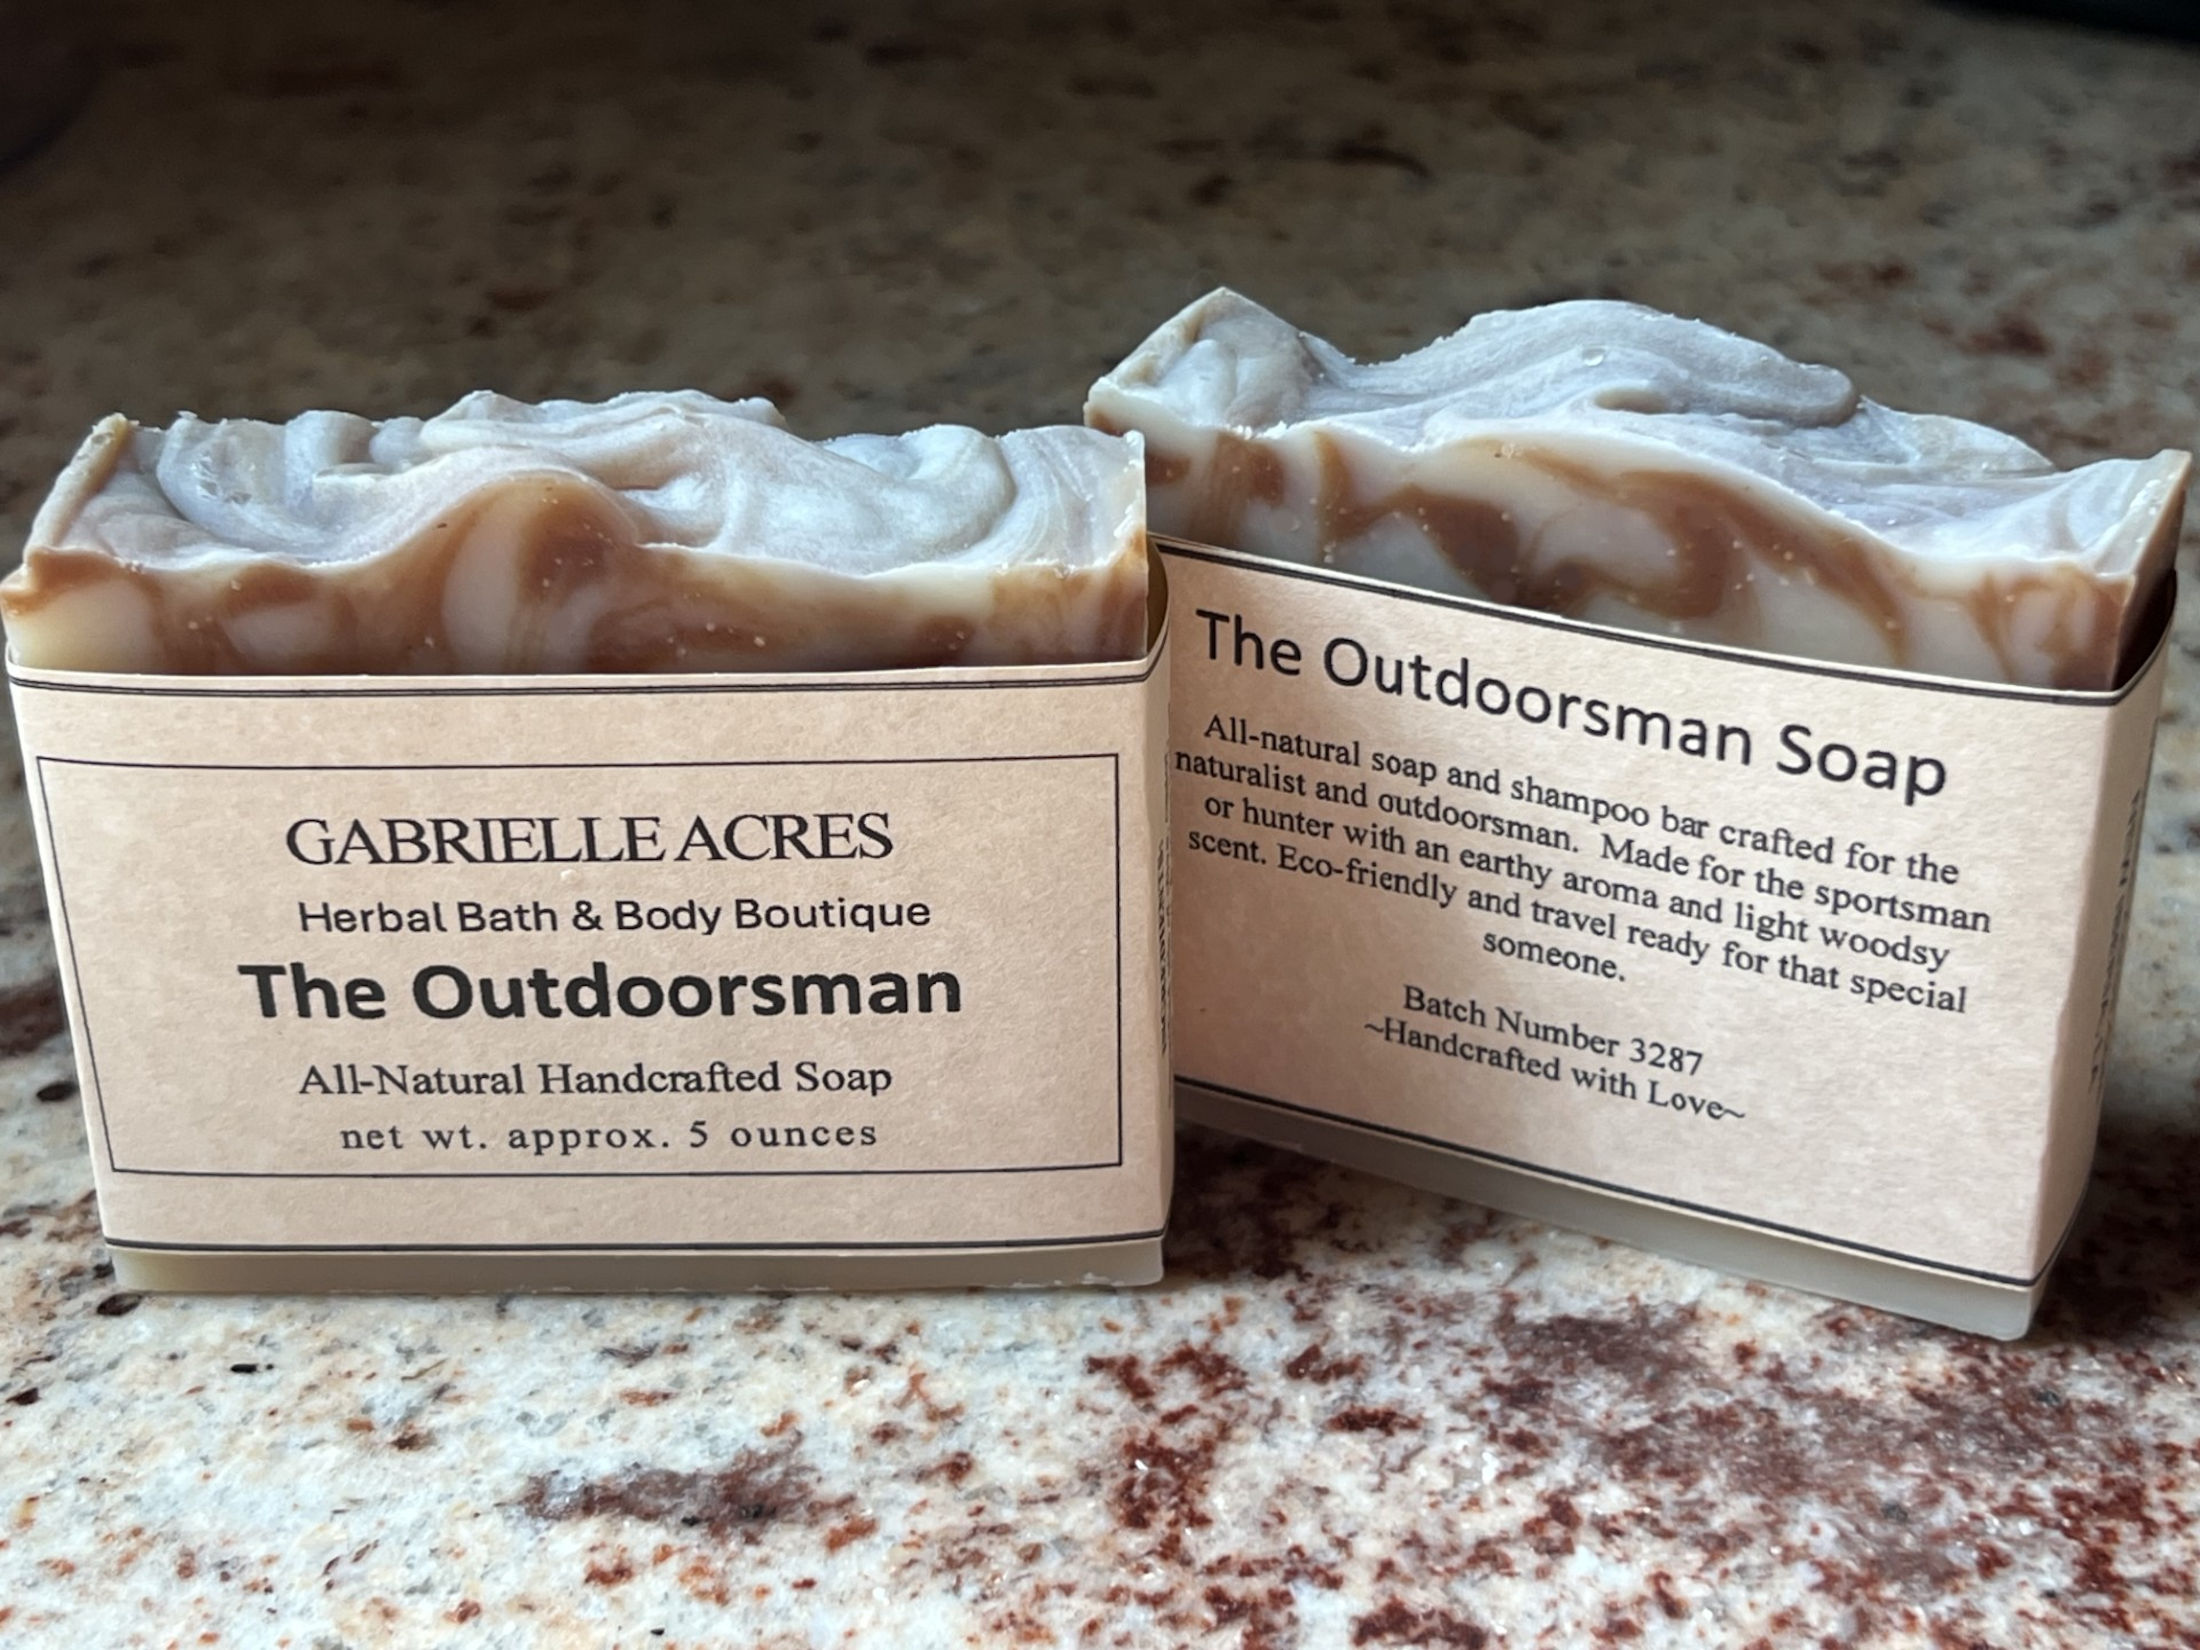 GABRIELLE ACRES
Herbal Bath & Body Boutique
The Outdoorsman
All-Natural Handcrafted Soap
net wt. approx. 5 ounces
The Outdoorsman Soap
All-natural soap and shampoo bar crafted for the
naturalist and outdoorsman. Made for the sportsman
or hunter with an earthy aroma and light woodsy
scent. Eco-friendly and travel ready for that special
someone.
Batch Number 3287
~Handcrafted with Love~